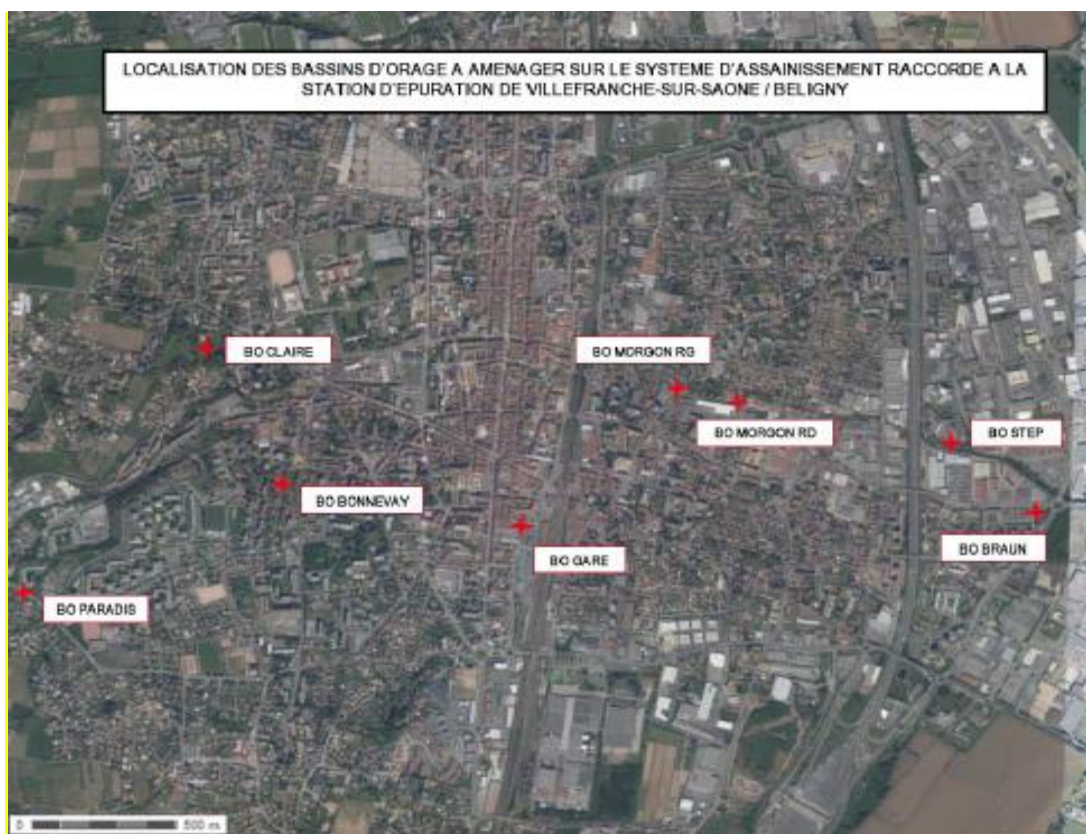 LOCALISATION DES BASSINS D'ORAGE A AMENAGER SUR LE SYSTEME D'ASSAINISSEMENT RACCORDE A LA
STATION D'EPURATION DE VILLEFRANCHE-SUR-SAONE / BELIGNY
BO CLAIRE
BO MORGON RG
BO MORGON RD
BO STEP
BO BONNEVAY
BO GARE
BO BRAUN
BO PARADIS
0 500 m